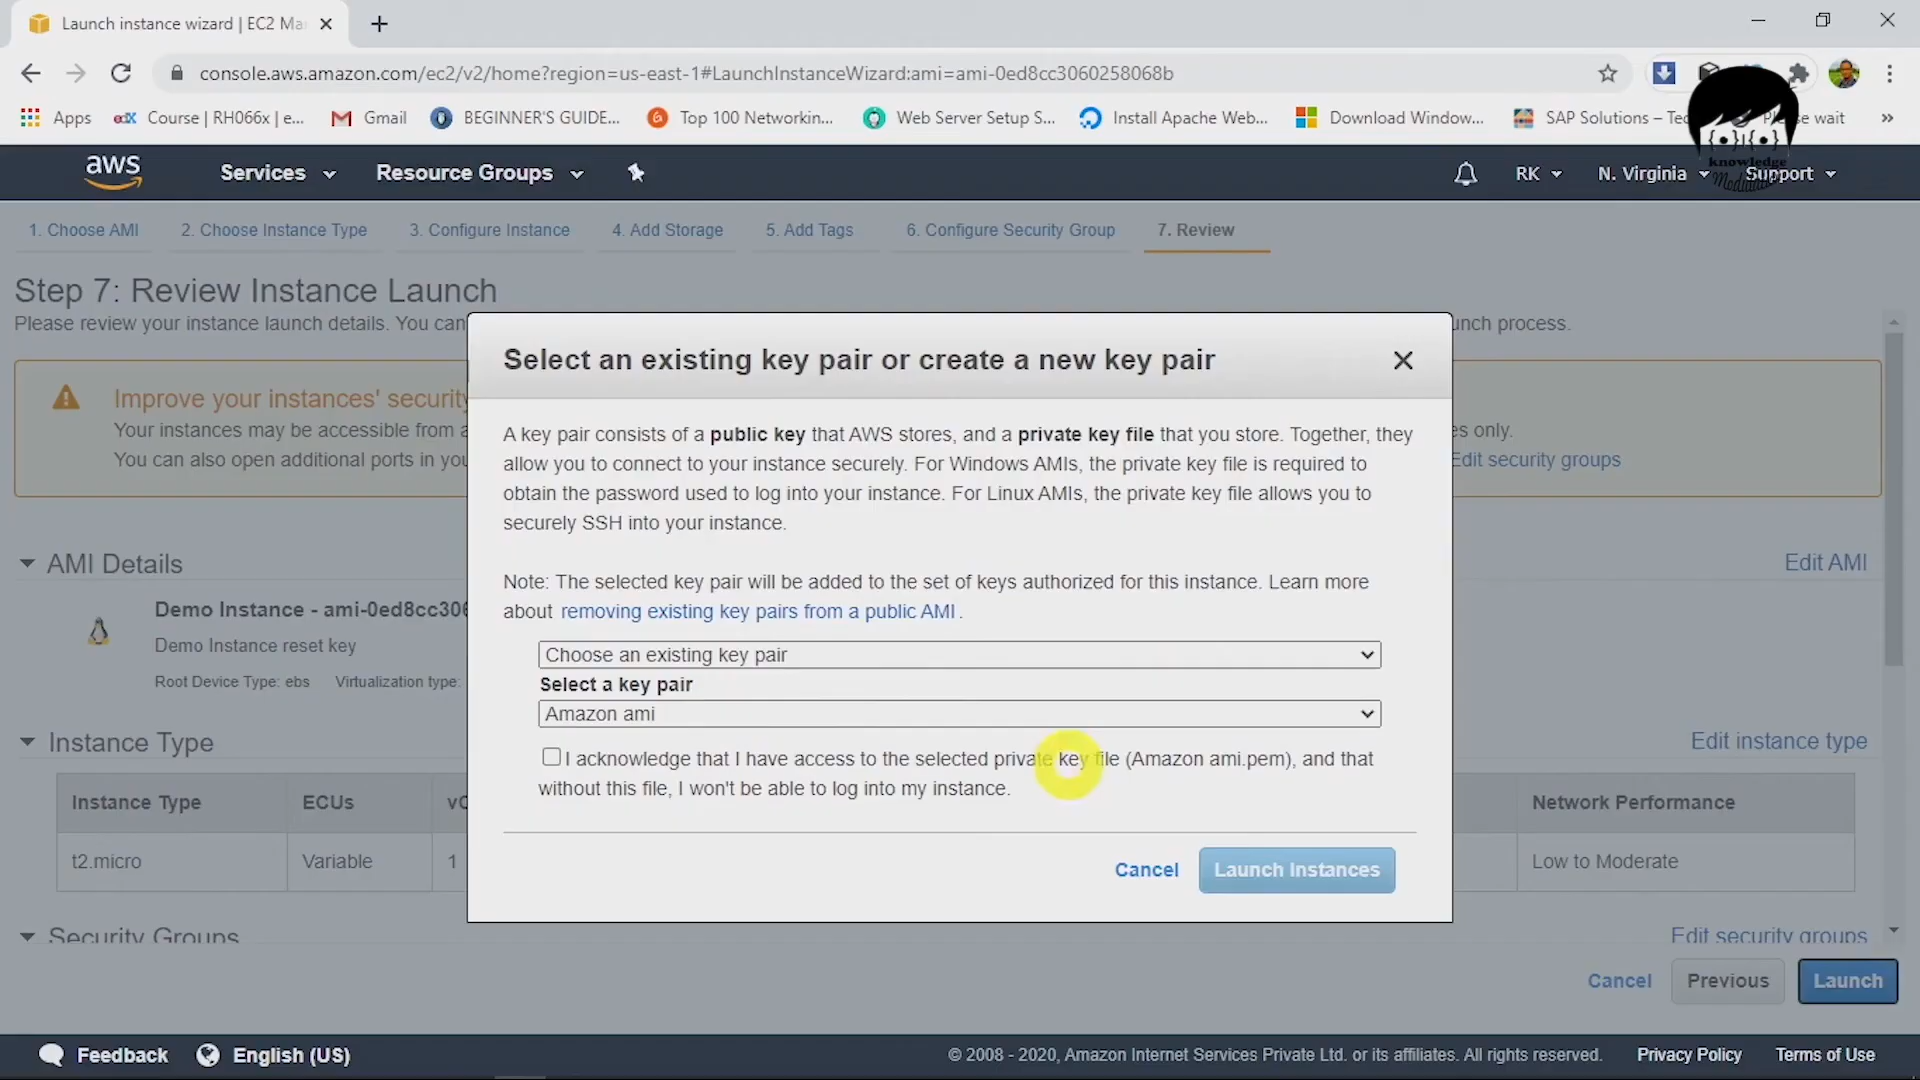 Launch instance wizard | EC2 Ma
console.aws.amazon.com/ec2/v2/home?region=us-east-1#LaunchInstanceWizard:ami=ami-0ed8cc3060258068b
Apps
edX Course | RH066x | e...
Gmail
BEGINNER'S GUIDE...
Top 100 Networkin...
Web Server Setup S...
Install Apache Web...
Download Window...
SAP Solutions – Te
wait
»
{•}|{•}
knowledge
aws Services Resource Groups RK N. Virginia Support
1. Choose AMI 2. Choose Instance Type 3. Configure Instance 4. Add Storage 5. Add Tags 6. Configure Security Group 7. Review
Step 7: Review Instance Launch
Please review your instance launch details. You can unch process.
Improve your instances' security
Your instances may be accessible from a es only.
You can also open additional ports in you Edit security groups
Select an existing key pair or create a new key pair
A key pair consists of a public key that AWS stores, and a private key file that you store. Together, they
allow you to connect to your instance securely. For Windows AMIs, the private key file is required to
obtain the password used to log into your instance. For Linux AMIs, the private key file allows you to
securely SSH into your instance.
Note: The selected key pair will be added to the set of keys authorized for this instance. Learn more
about removing existing key pairs from a public AMI .
Choose an existing key pair
Select a key pair
Amazon ami
I acknowledge that I have access to the selected private key file (Amazon ami.pem), and that
without this file, I won't be able to log into my instance.
Cancel Launch Instances
AMI Details Edit AMI
Demo Instance - ami-0ed8cc306
Demo Instance reset key
Root Device Type: ebs Virtualization type:
Instance Type Edit instance type
Instance Type ECUs vC Network Performance
t2.micro Variable 1 Low to Moderate
Security Groups Edit security groups
Cancel Previous Launch
Feedback English (US) © 2008 - 2020, Amazon Internet Services Private Ltd. or its affiliates. All rights reserved. Privacy Policy Terms of Use